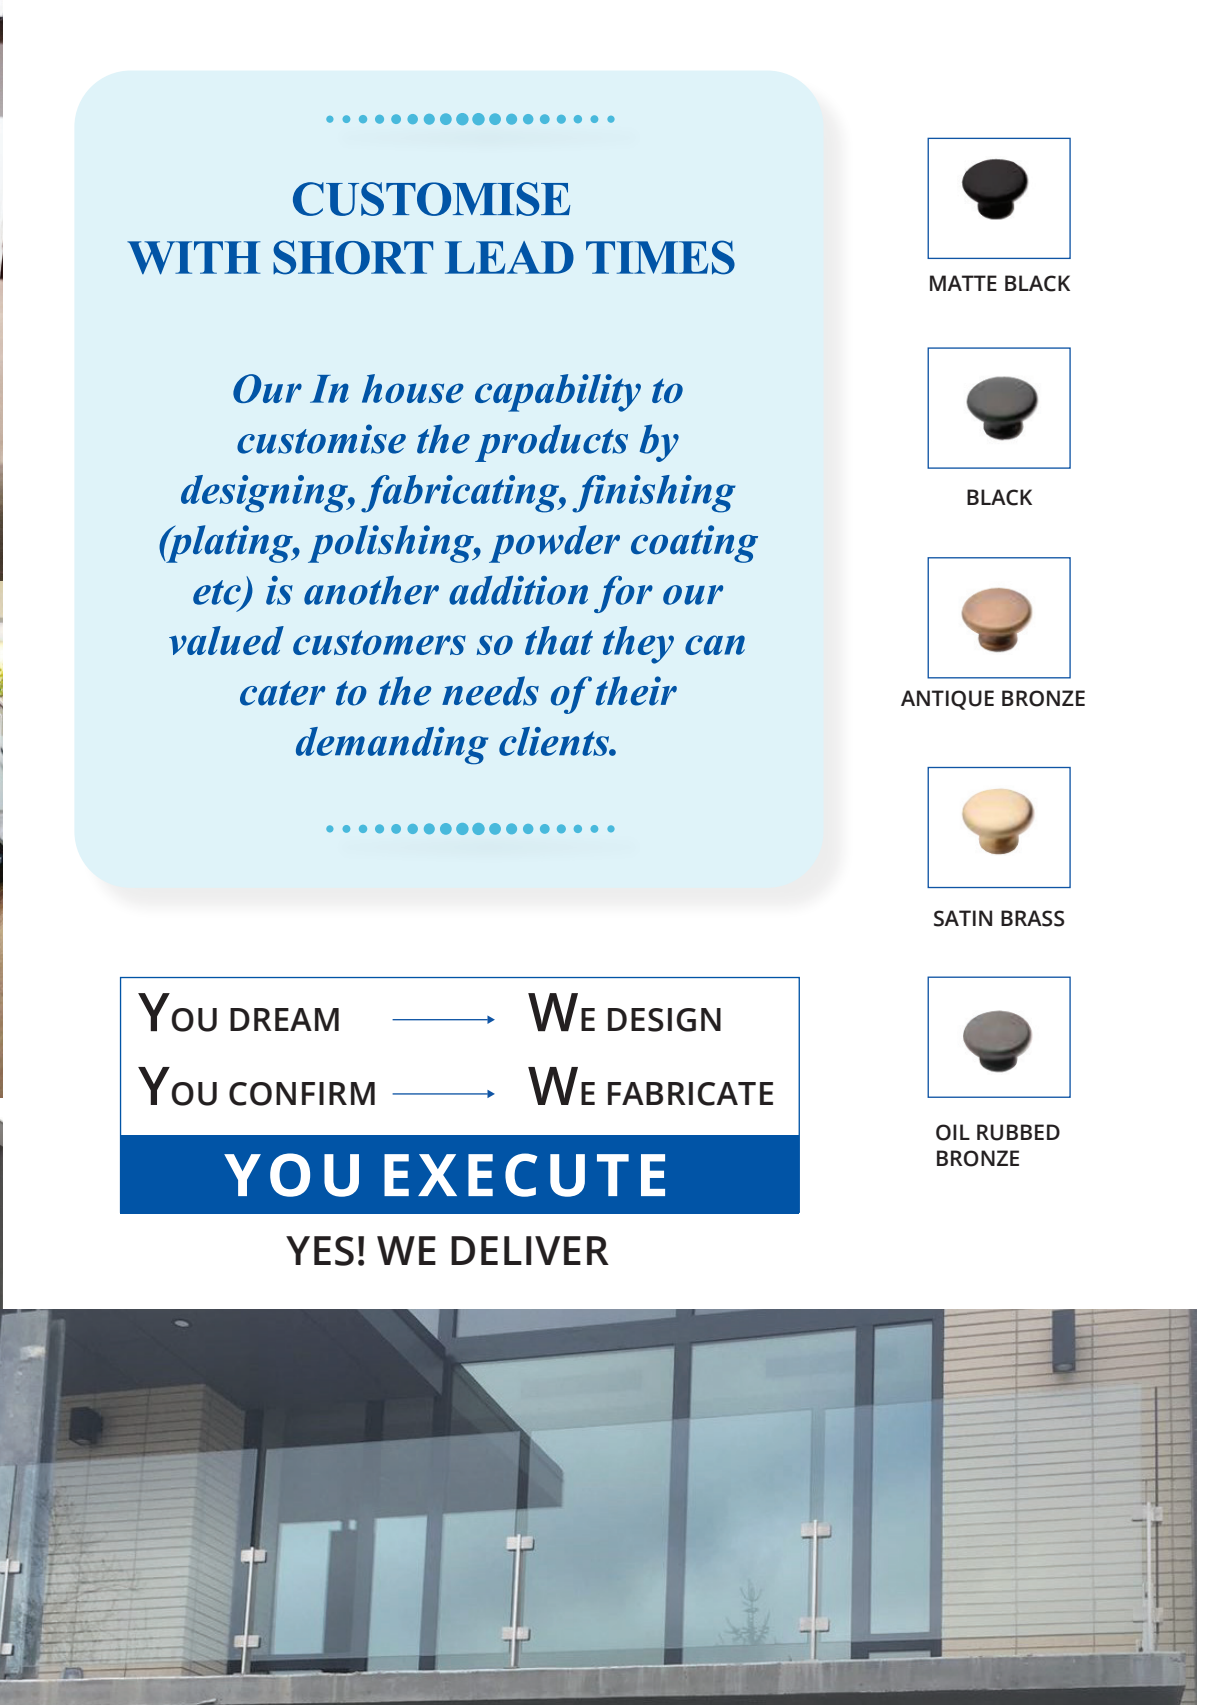 CUSTOMISE
WITH SHORT LEAD TIMES
Our In house capability to
customise the products by
designing, fabricating, finishing
(plating, polishing, powder coating
etc) is another addition for our
valued customers so that they can
cater to the needs of their
demanding clients.
YOU DREAM WE DESIGN
YOU CONFIRM WE FABRICATE
YOU EXECUTE
YES! WE DELIVER
MATTE BLACK
BLACK
ANTIQUE BRONZE
SATIN BRASS
OIL RUBBED
BRONZE